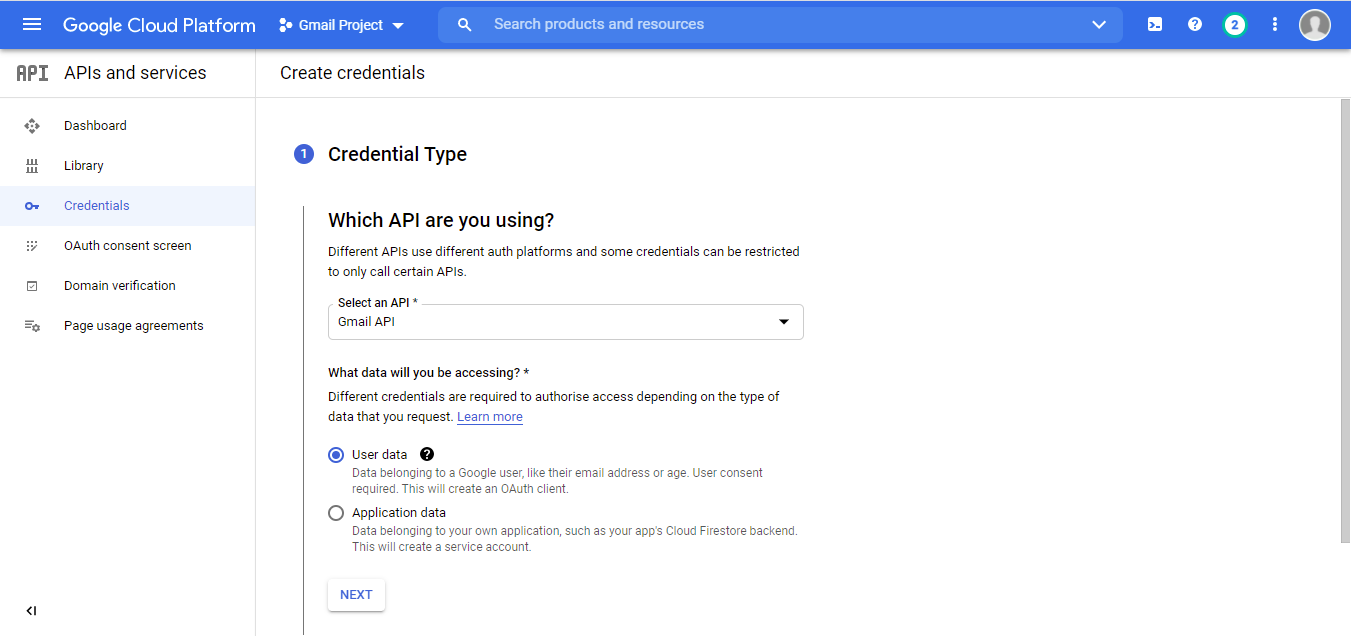 Google Cloud Platform
Gmail Project
Search products and resources
2
API APIs and services
Create credentials
Dashboard
Library
Credentials
OAuth consent screen
Domain verification
Page usage agreements
1 Credential Type
Which API are you using?
Different APIs use different auth platforms and some credentials can be restricted
to only call certain APIs.
Select an API *
Gmail API
What data will you be accessing? *
Different credentials are required to authorise access depending on the type of
data that you request. Learn more
User data
Data belonging to a Google user, like their email address or age. User consent
required. This will create an OAuth client.
Application data
Data belonging to your own application, such as your app's Cloud Firestore backend.
This will create a service account.
NEXT